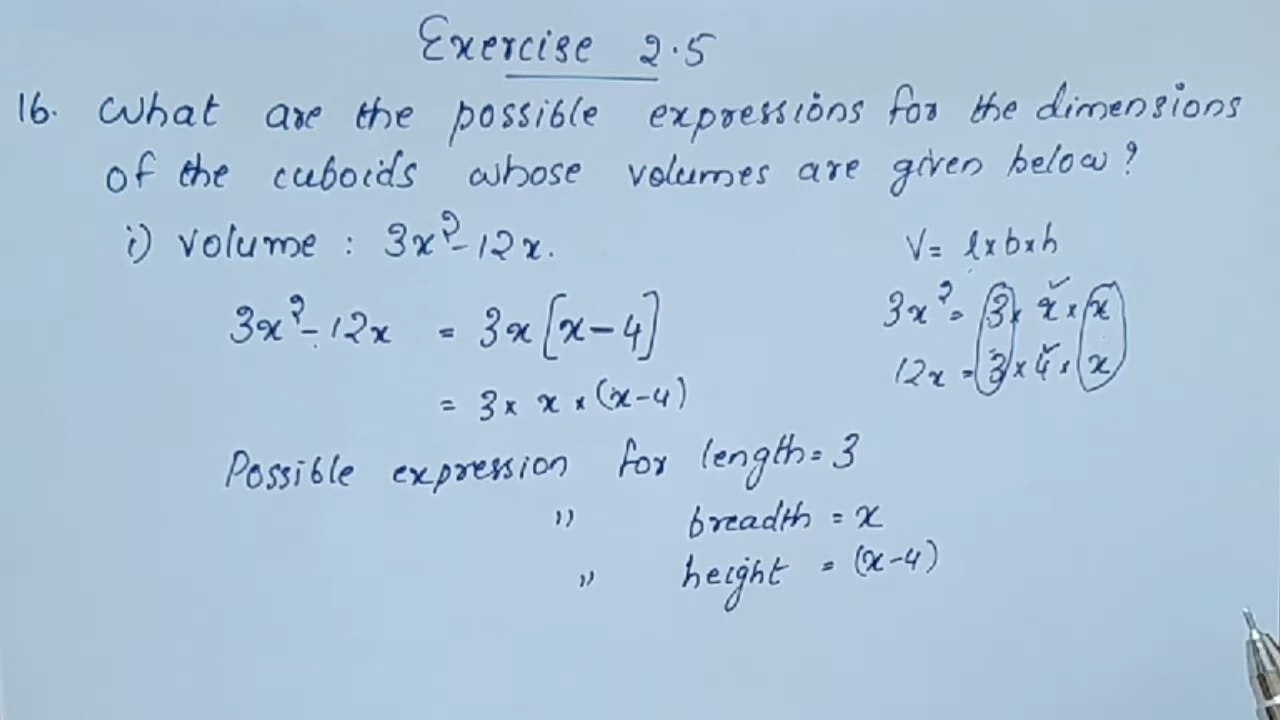 Exercise 2.5
16. What are the possible expressions for the dimensions
of the cuboids whose volumes are given below?
i) volume : 3x² - 12x.
V = l × b × h
3x² - 12x = 3x [x - 4]
3x² = 3 × x × x
12x = 3 × 4 × x
= 3 × x × (x - 4)
Possible expression for length = 3
" breadth = x
" height = (x - 4)